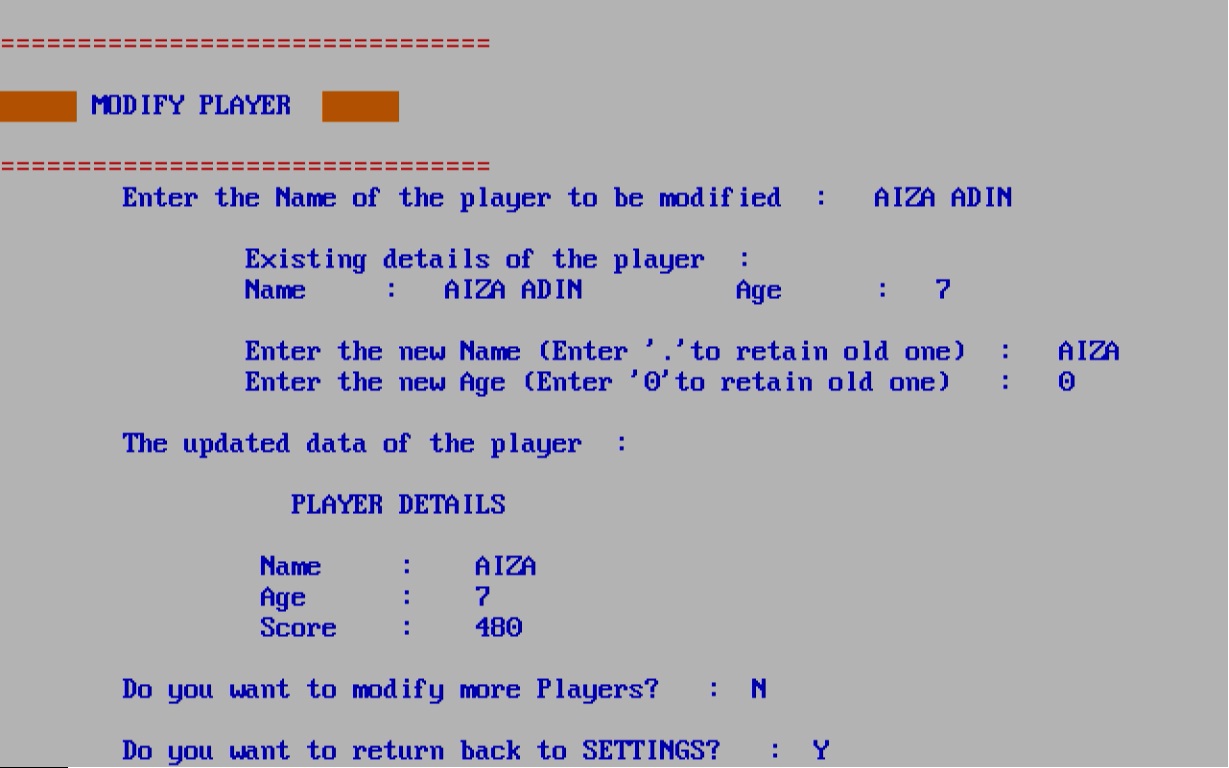 ================================
MODIFY PLAYER
================================
Enter the Name of the player to be modified : AIZA ADIN
Existing details of the player :
Name : AIZA ADIN Age : 7
Enter the new Name (Enter '.'to retain old one) : AIZA
Enter the new Age (Enter '0'to retain old one) : 0
The updated data of the player :
PLAYER DETAILS
Name : AIZA
Age : 7
Score : 480
Do you want to modify more Players? : N
Do you want to return back to SETTINGS? : Y